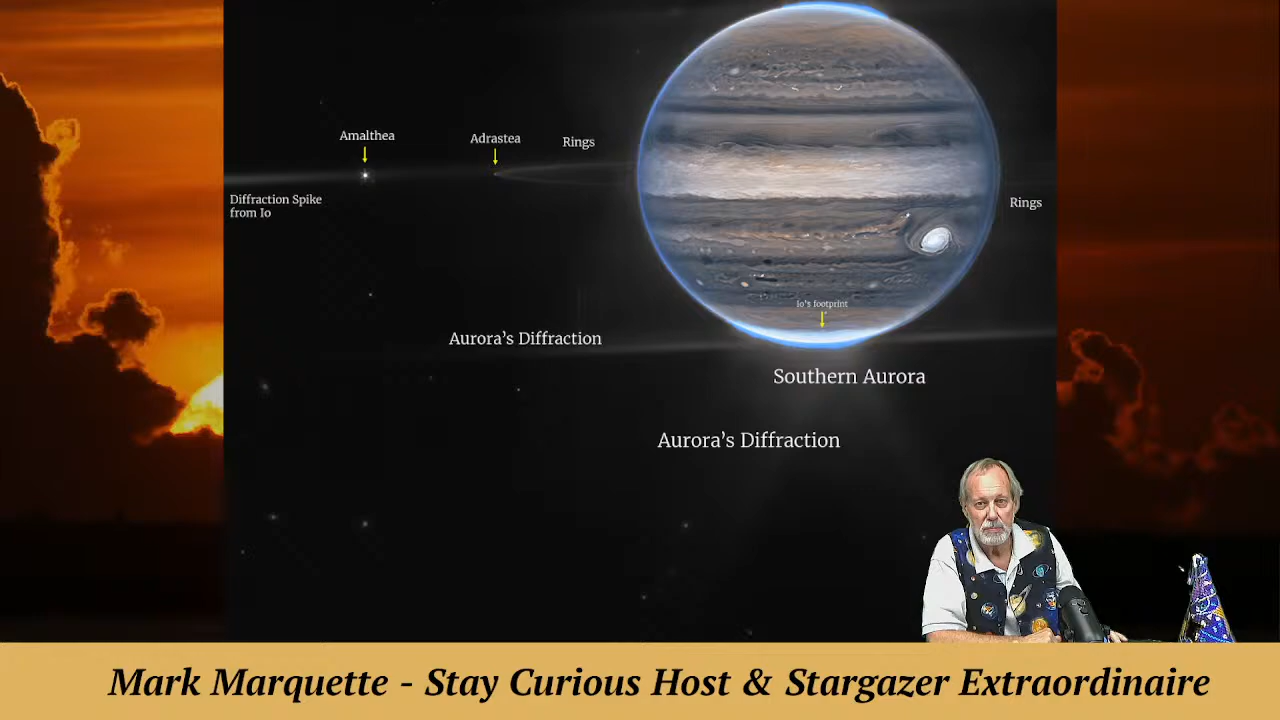 Amalthea
Adrastea
Rings
Diffraction Spike
from Io
Rings
Io's footprint
Aurora's Diffraction
Southern Aurora
Aurora's Diffraction
Mark Marquette - Stay Curious Host & Stargazer Extraordinaire